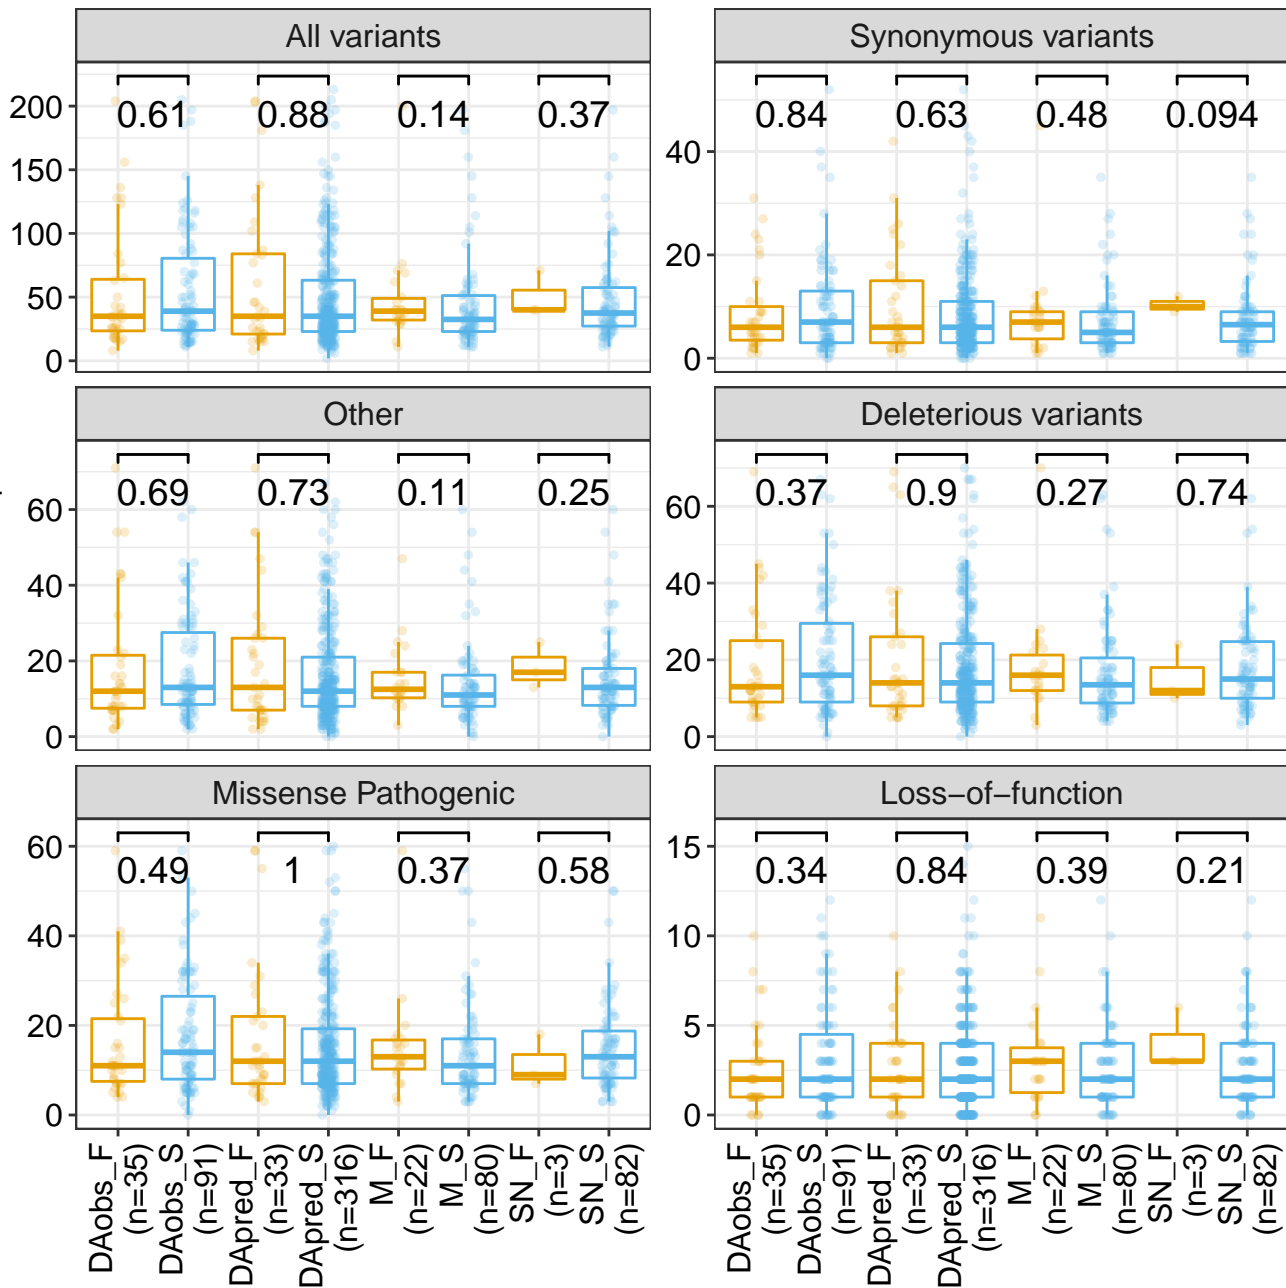 All variants
Synonymous variants
0.61 0.88 0.14 0.37
0.84 0.63 0.48 0.094
200
150
100
50
0
40
20
0
Other
Deleterious variants
0.69 0.73 0.11 0.25
0.37 0.9 0.27 0.74
60
40
20
0
60
40
20
0
Missense Pathogenic
Loss−of−function
0.49 1 0.37 0.58
0.34 0.84 0.39 0.21
60
40
20
0
15
10
5
0
DAobs_F
(n=35)
DAobs_S
(n=91)
DApred_F
(n=33)
DApred_S
(n=316)
M_F
(n=22)
M_S
(n=80)
SN_F
(n=3)
SN_S
(n=82)
DAobs_F
(n=35)
DAobs_S
(n=91)
DApred_F
(n=33)
DApred_S
(n=316)
M_F
(n=22)
M_S
(n=80)
SN_F
(n=3)
SN_S
(n=82)